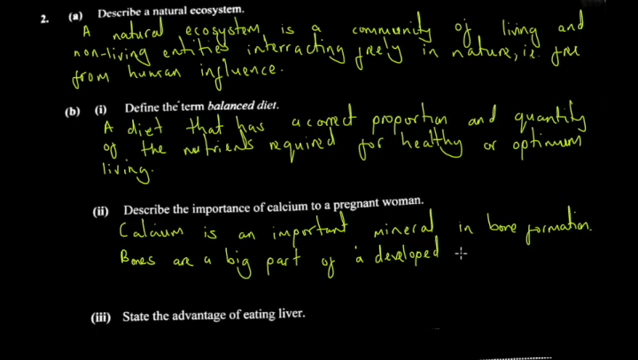 2. (a) Describe a natural ecosystem.
A natural ecosystem is a community of living and
non-living entities interracting freely in nature, i.e. free
from human influence.
(b) (i) Define the term balanced diet.
A diet that has a correct proportion and quantity
of the nutrients required for healthy or optimum
living.
(ii) Describe the importance of calcium to a pregnant woman.
Calcium is an important mineral in bone formation.
Bones are a big part of a developed
(iii) State the advantage of eating liver.